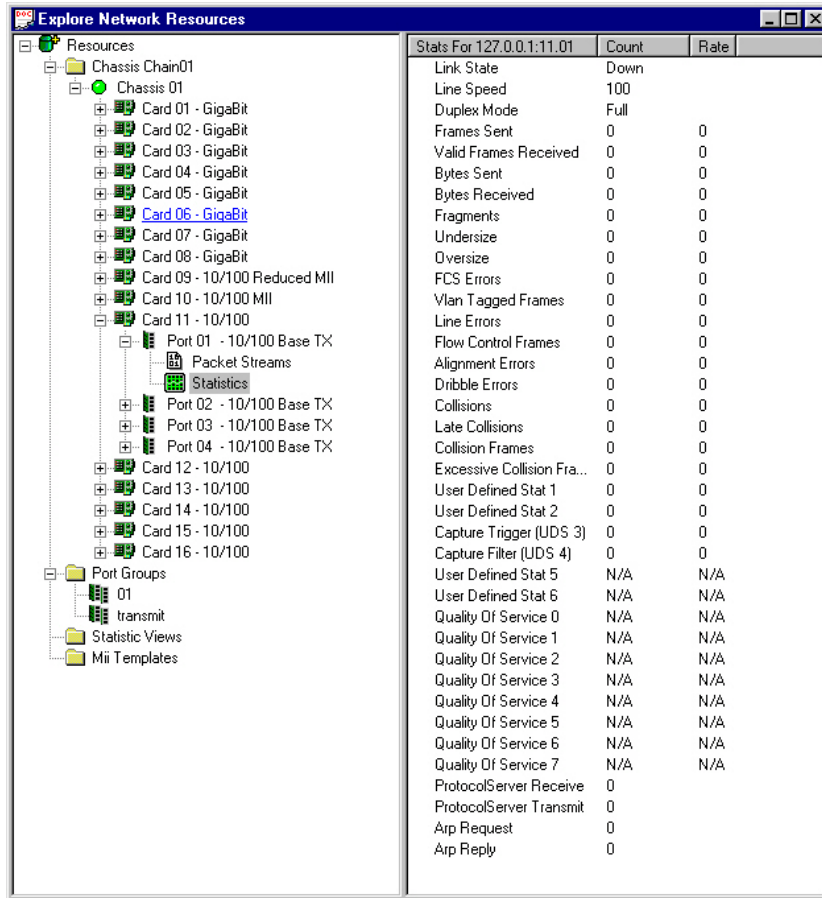 Explore Network Resources
Resources
Chassis Chain01
Chassis 01
Card 01 - GigaBit
Card 02 - GigaBit
Card 03 - GigaBit
Card 04 - GigaBit
Card 05 - GigaBit
Card 06 - GigaBit
Card 07 - GigaBit
Card 08 - GigaBit
Card 09 - 10/100 Reduced MII
Card 10 - 10/100 MII
Card 11 - 10/100
Port 01 - 10/100 Base TX
Packet Streams
Statistics
Port 02 - 10/100 Base TX
Port 03 - 10/100 Base TX
Port 04 - 10/100 Base TX
Card 12 - 10/100
Card 13 - 10/100
Card 14 - 10/100
Card 15 - 10/100
Card 16 - 10/100
Port Groups
01
transmit
Statistic Views
Mii Templates
Stats For 127.0.0.1:11.01 Count Rate
Link State Down
Line Speed 100
Duplex Mode Full
Frames Sent 0 0
Valid Frames Received 0 0
Bytes Sent 0 0
Bytes Received 0 0
Fragments 0 0
Undersize 0 0
Oversize 0 0
FCS Errors 0 0
Vlan Tagged Frames 0 0
Line Errors 0 0
Flow Control Frames 0 0
Alignment Errors 0 0
Dribble Errors 0 0
Collisions 0 0
Late Collisions 0 0
Collision Frames 0 0
Excessive Collision Fra... 0 0
User Defined Stat 1 0 0
User Defined Stat 2 0 0
Capture Trigger (UDS 3) 0 0
Capture Filter (UDS 4) 0 0
User Defined Stat 5 N/A N/A
User Defined Stat 6 N/A N/A
Quality Of Service 0 N/A N/A
Quality Of Service 1 N/A N/A
Quality Of Service 2 N/A N/A
Quality Of Service 3 N/A N/A
Quality Of Service 4 N/A N/A
Quality Of Service 5 N/A N/A
Quality Of Service 6 N/A N/A
Quality Of Service 7 N/A N/A
ProtocolServer Receive 0
ProtocolServer Transmit 0
Arp Request 0
Arp Reply 0